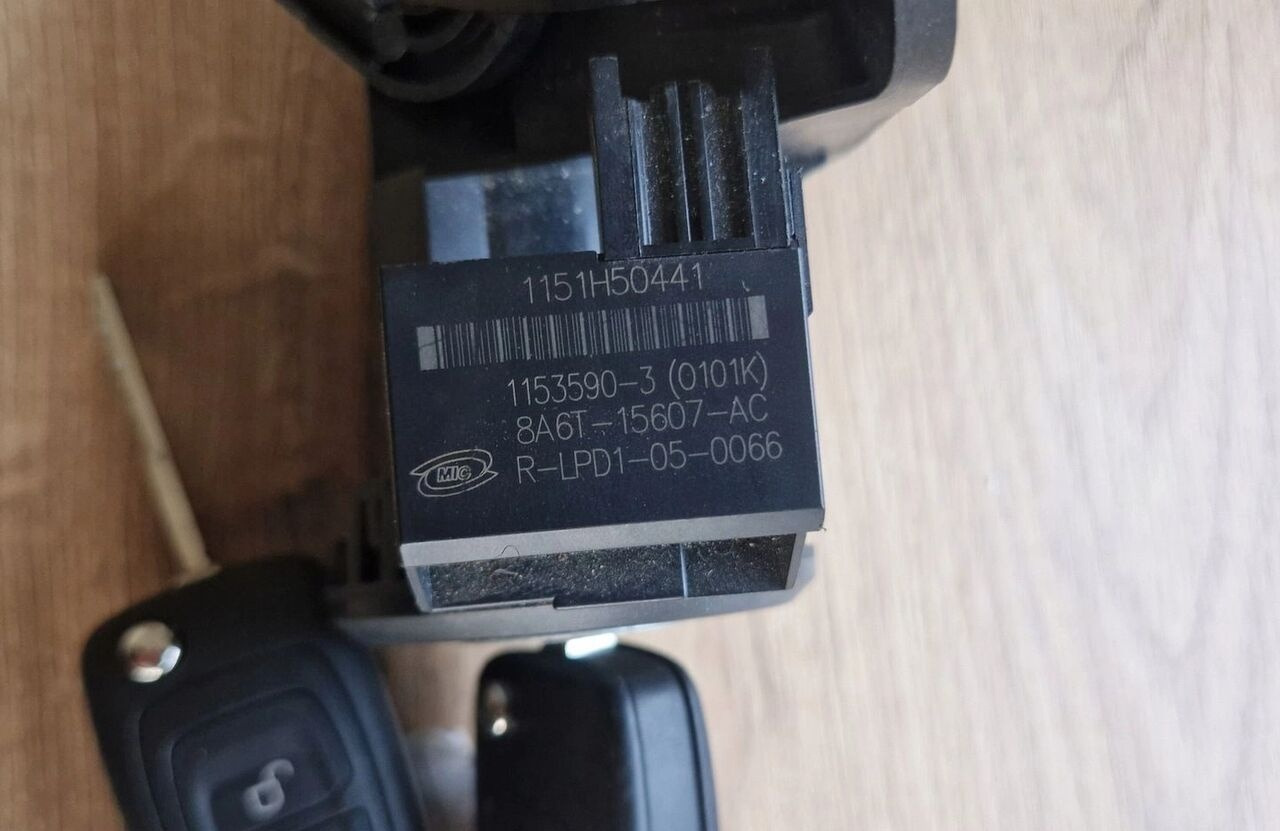 1151H50441
1153590-3 (0101K)
8A6T-15607-AC
MIC R-LPD1-05-0066